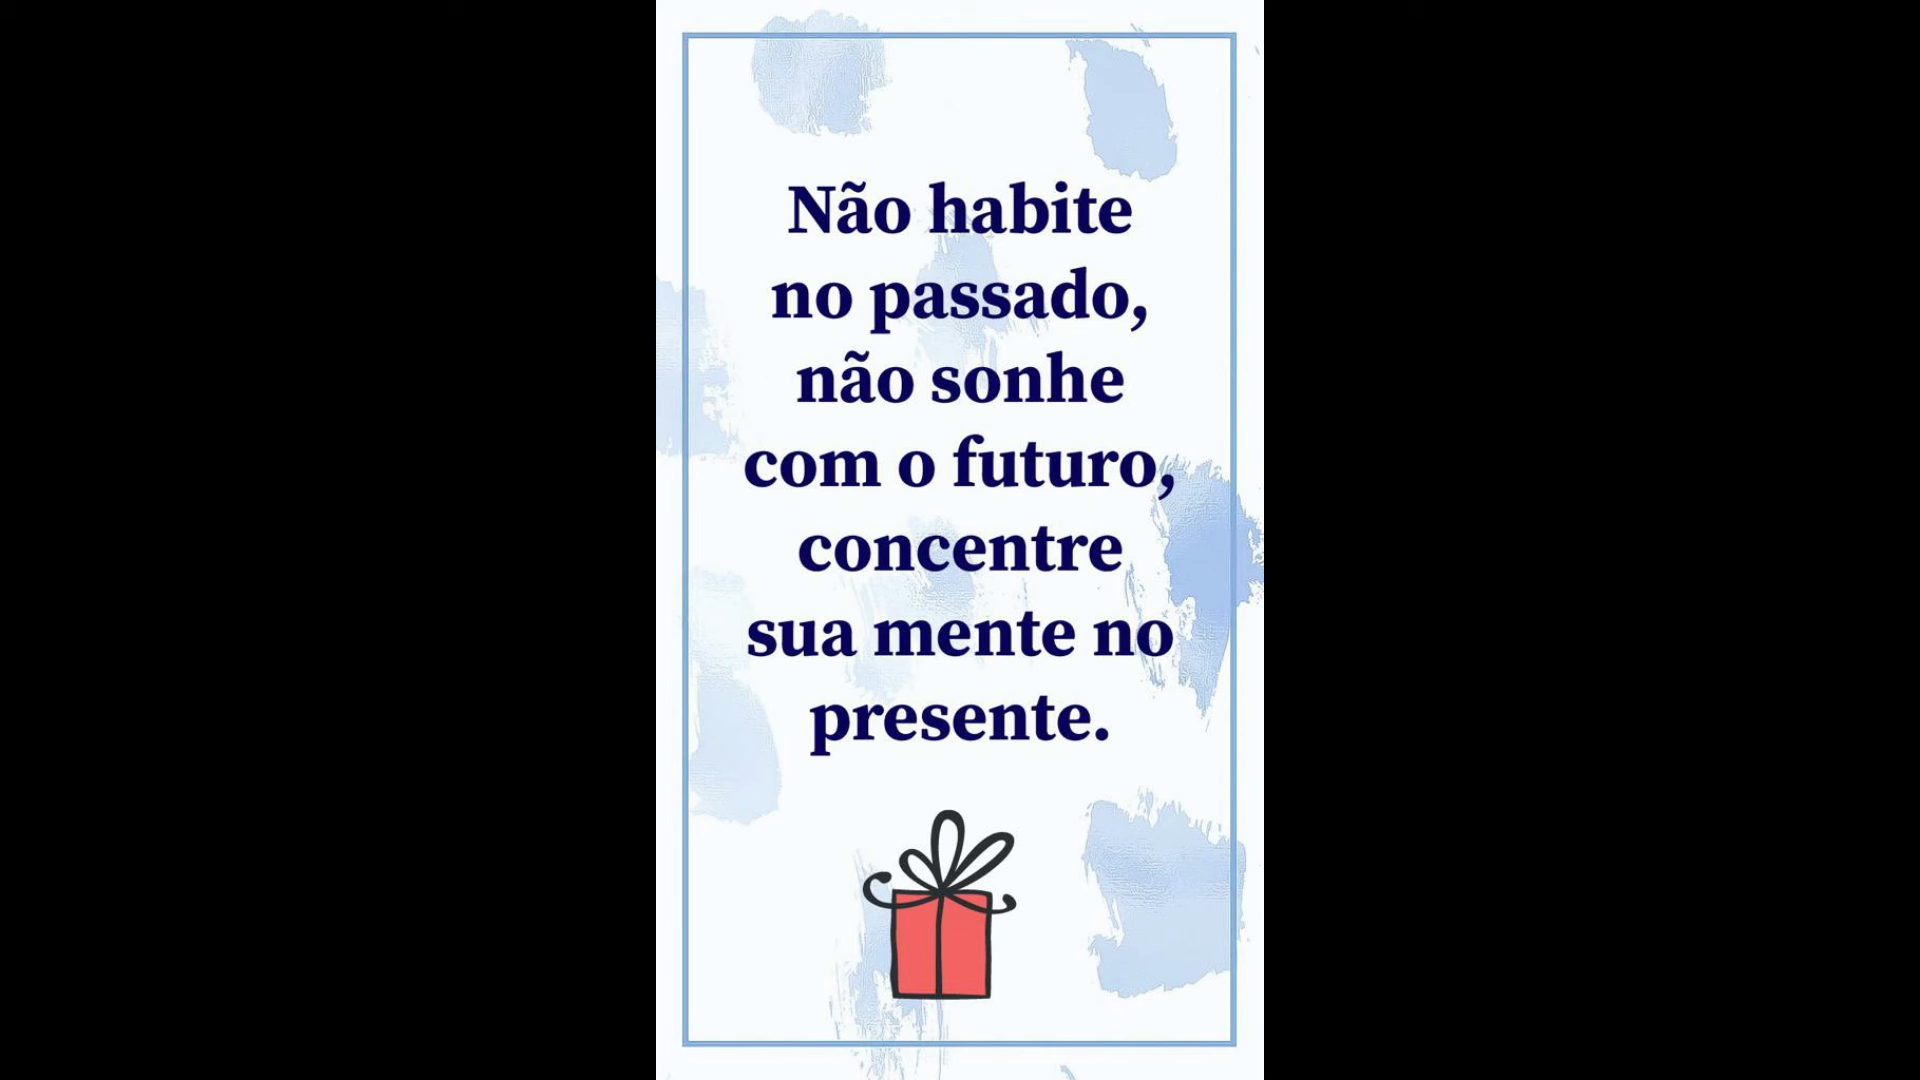 Não habite
no passado,
não sonhe
com o futuro,
concentre
sua mente no
presente.